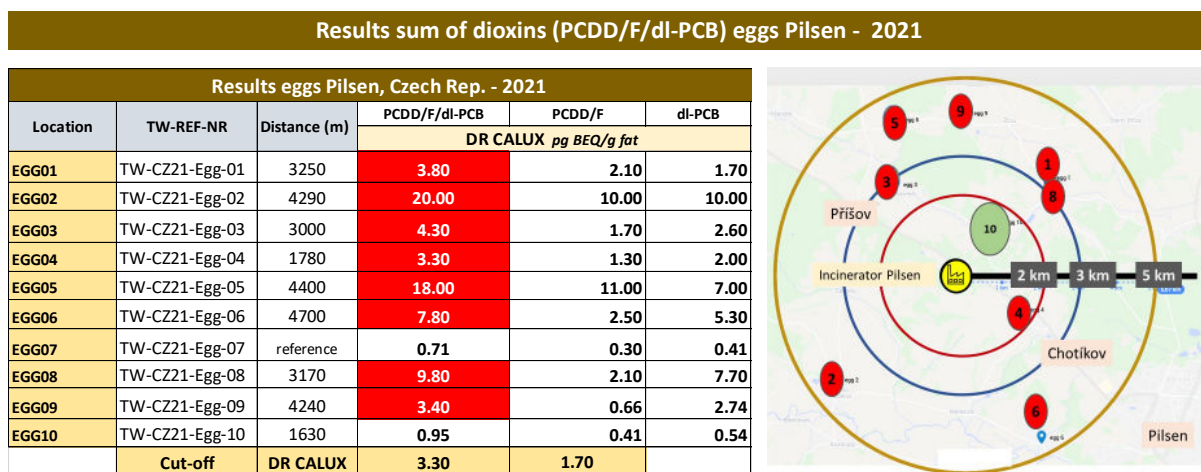 Results sum of dioxins (PCDD/F/dl-PCB) eggs Pilsen - 2021
Results eggs Pilsen, Czech Rep. - 2021
Location TW-REF-NR Distance (m) PCDD/F/dl-PCB PCDD/F dl-PCB
DR CALUX pg BEQ/g fat
EGG01 TW-CZ21-Egg-01 3250 3.80 2.10 1.70
EGG02 TW-CZ21-Egg-02 4290 20.00 10.00 10.00
EGG03 TW-CZ21-Egg-03 3000 4.30 1.70 2.60
EGG04 TW-CZ21-Egg-04 1780 3.30 1.30 2.00
EGG05 TW-CZ21-Egg-05 4400 18.00 11.00 7.00
EGG06 TW-CZ21-Egg-06 4700 7.80 2.50 5.30
EGG07 TW-CZ21-Egg-07 reference 0.71 0.30 0.41
EGG08 TW-CZ21-Egg-08 3170 9.80 2.10 7.70
EGG09 TW-CZ21-Egg-09 4240 3.40 0.66 2.74
EGG10 TW-CZ21-Egg-10 1630 0.95 0.41 0.54
Cut-off DR CALUX 3.30 1.70
9
5
1
3
8
Příšov
10
Incinerator Pilsen
2 km 3 km 5 km
4
Chotíkov
2 egg 2
6
egg 6
Pilsen